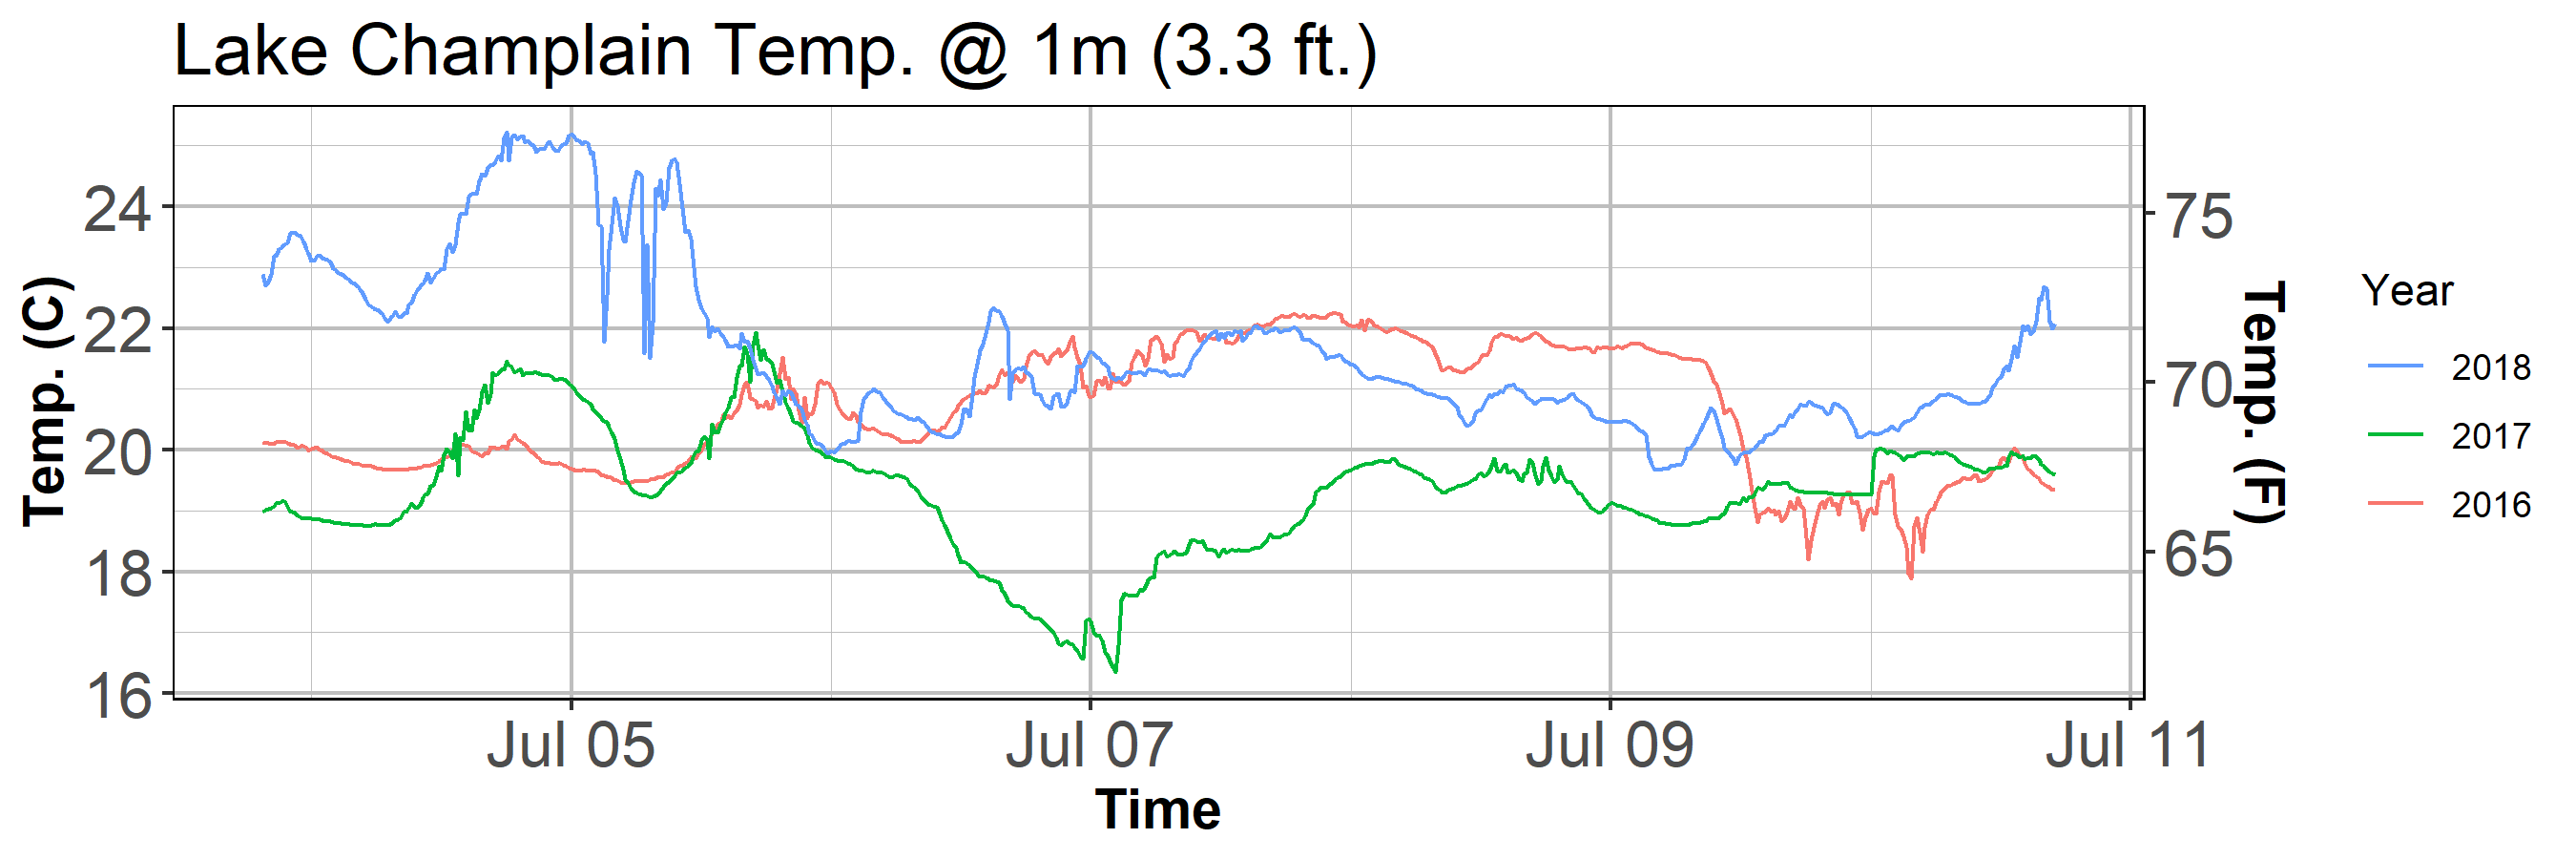 Lake Champlain Temp. @ 1m (3.3 ft.)
Temp. (C)
24
22
20
18
16
75
70
65
Temp. (F)
Jul 05
Jul 07
Jul 09
Jul 11
Time
Year
2018
2017
2016